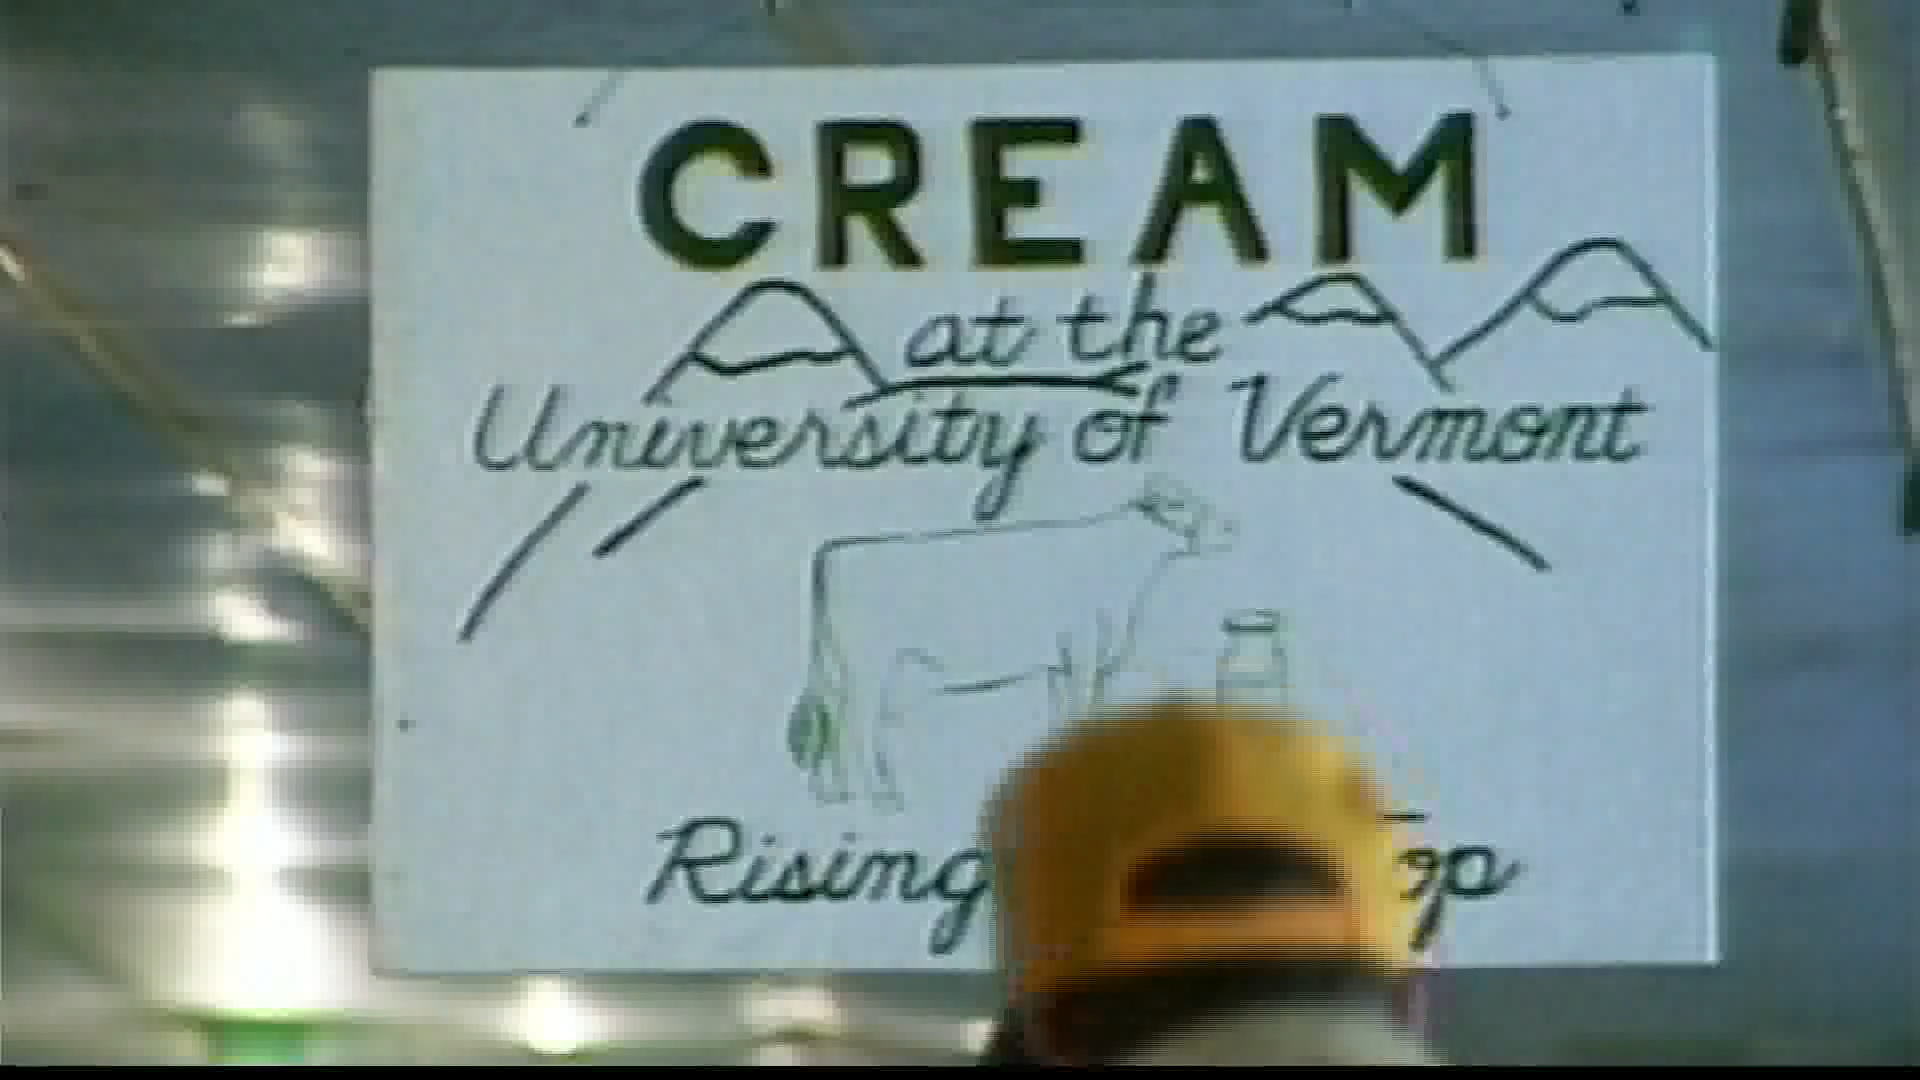 CREAM
at the
University of Vermont
Rising